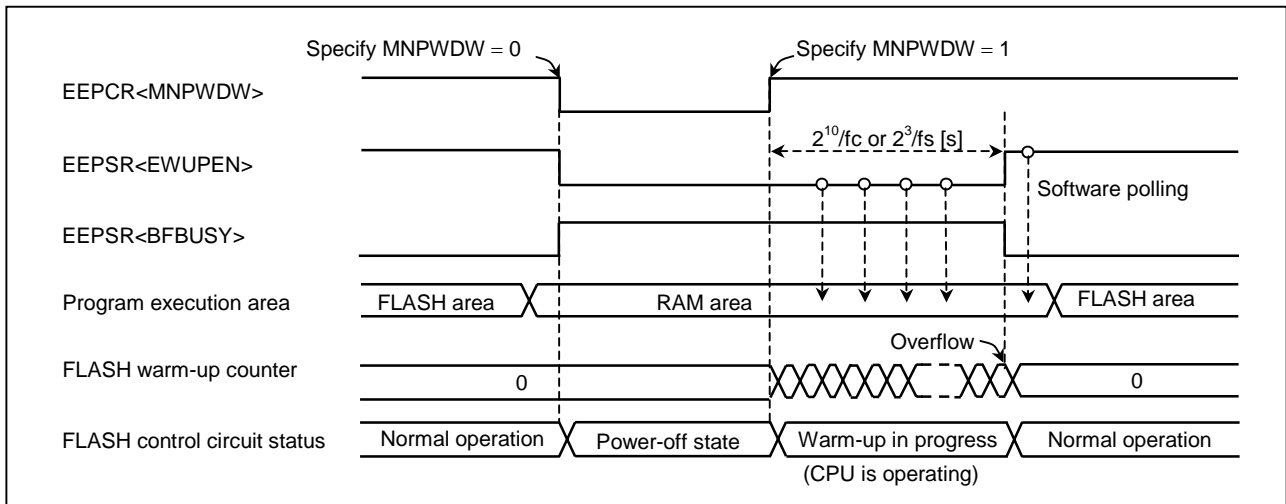 Specify MNPWDW = 0
Specify MNPWDW = 1
EEPCR<MNPWDW>
2^10/fc or 2^3/fs [s]
EEPSR<EWUPEN>
Software polling
EEPSR<BFBUSY>
Program execution area
FLASH area
RAM area
FLASH area
Overflow
FLASH warm-up counter
0
0
FLASH control circuit status
Normal operation
Power-off state
Warm-up in progress
Normal operation
(CPU is operating)